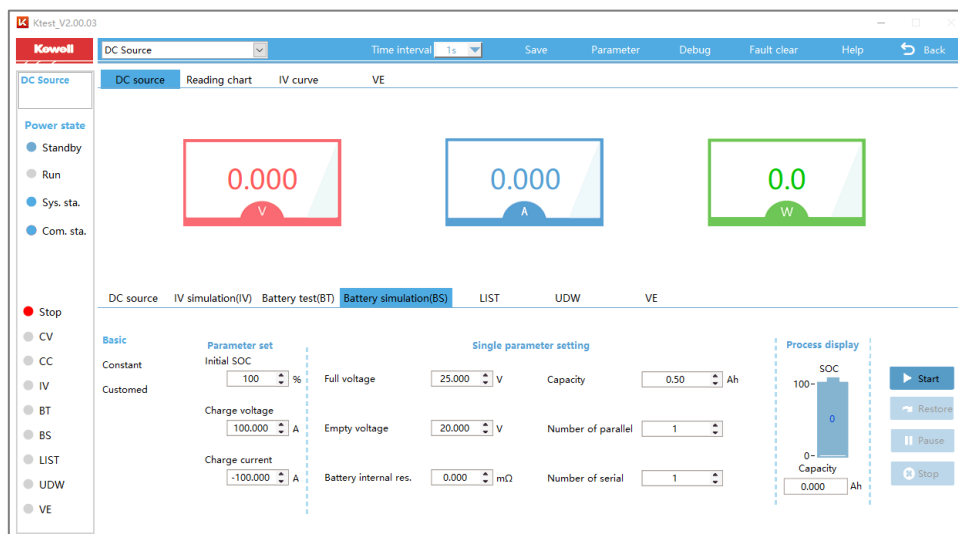 Ktest_V2.00.03
Kewell
DC Source
Time interval 1s Save Parameter Debug Fault clear Help Back
DC Source
DC source Reading chart IV curve VE
Power state
Standby
Run
Sys. sta.
Com. sta.
0.000
V
0.000
A
0.0
W
DC source IV simulation(IV) Battery test(BT) Battery simulation(BS) LIST UDW VE
Stop
CV
CC
IV
BT
BS
LIST
UDW
VE
Basic
Constant
Customed
Parameter set
Initial SOC
100 %
Charge voltage
100.000 A
Charge current
-100.000 A
Single parameter setting
Full voltage 25.000 V Capacity 0.50 Ah
Empty voltage 20.000 V Number of parallel 1
Battery internal res. 0.000 mΩ Number of serial 1
Process display
SOC
100
0
0
Capacity
0.000 Ah
Start
Restore
Pause
Stop